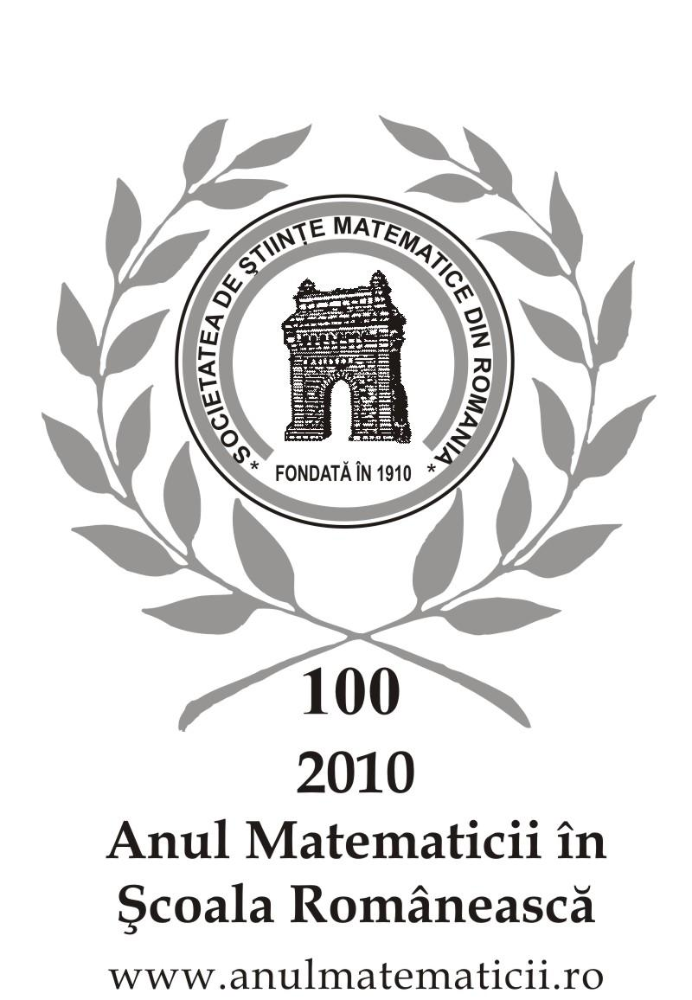 SOCIETATEA DE ŞTIINŢE MATEMATICE DIN ROMANIA
* FONDATĂ ÎN 1910 *
100
2010
Anul Matematicii în
Şcoala Românească
www.anulmatematicii.ro